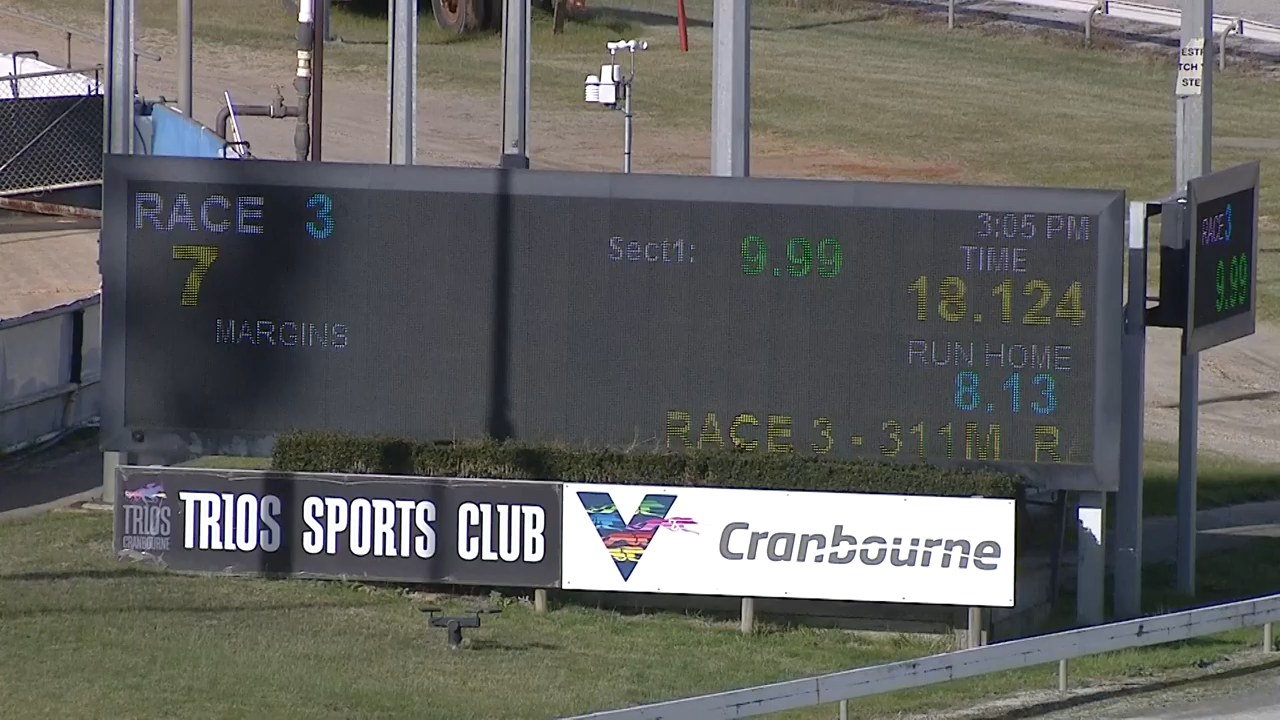 RACE 3
7
MARGINS
Sect1: 9.99
3:05 PM
TIME
18.124
RUN HOME
8.13
RACE 3 - 311M
RACE 3
9.99
TRIOS
CRANBOURNE
TRIOS SPORTS CLUB
Cranbourne